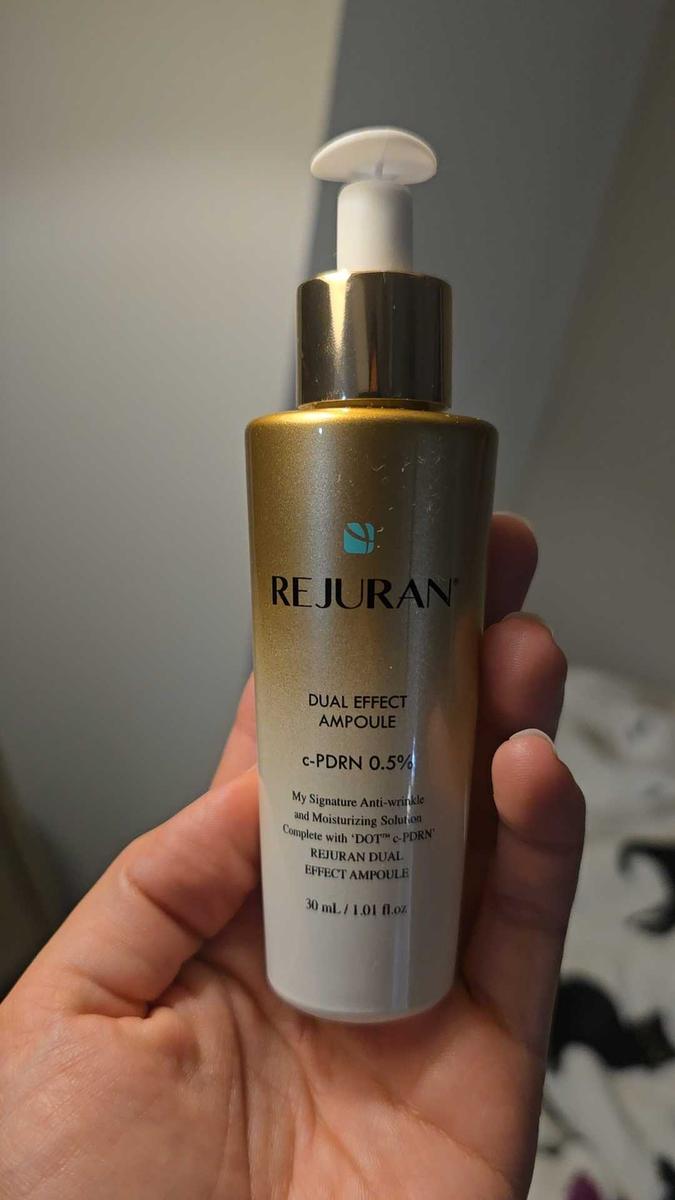 REJURAN®
DUAL EFFECT
AMPOULE
c-PDRN 0.5%
My Signature Anti-wrinkle
and Moisturizing Solution
Complete with ‘DOT™ c-PDRN’
REJURAN DUAL
EFFECT AMPOULE
30 mL / 1.01 fl.oz